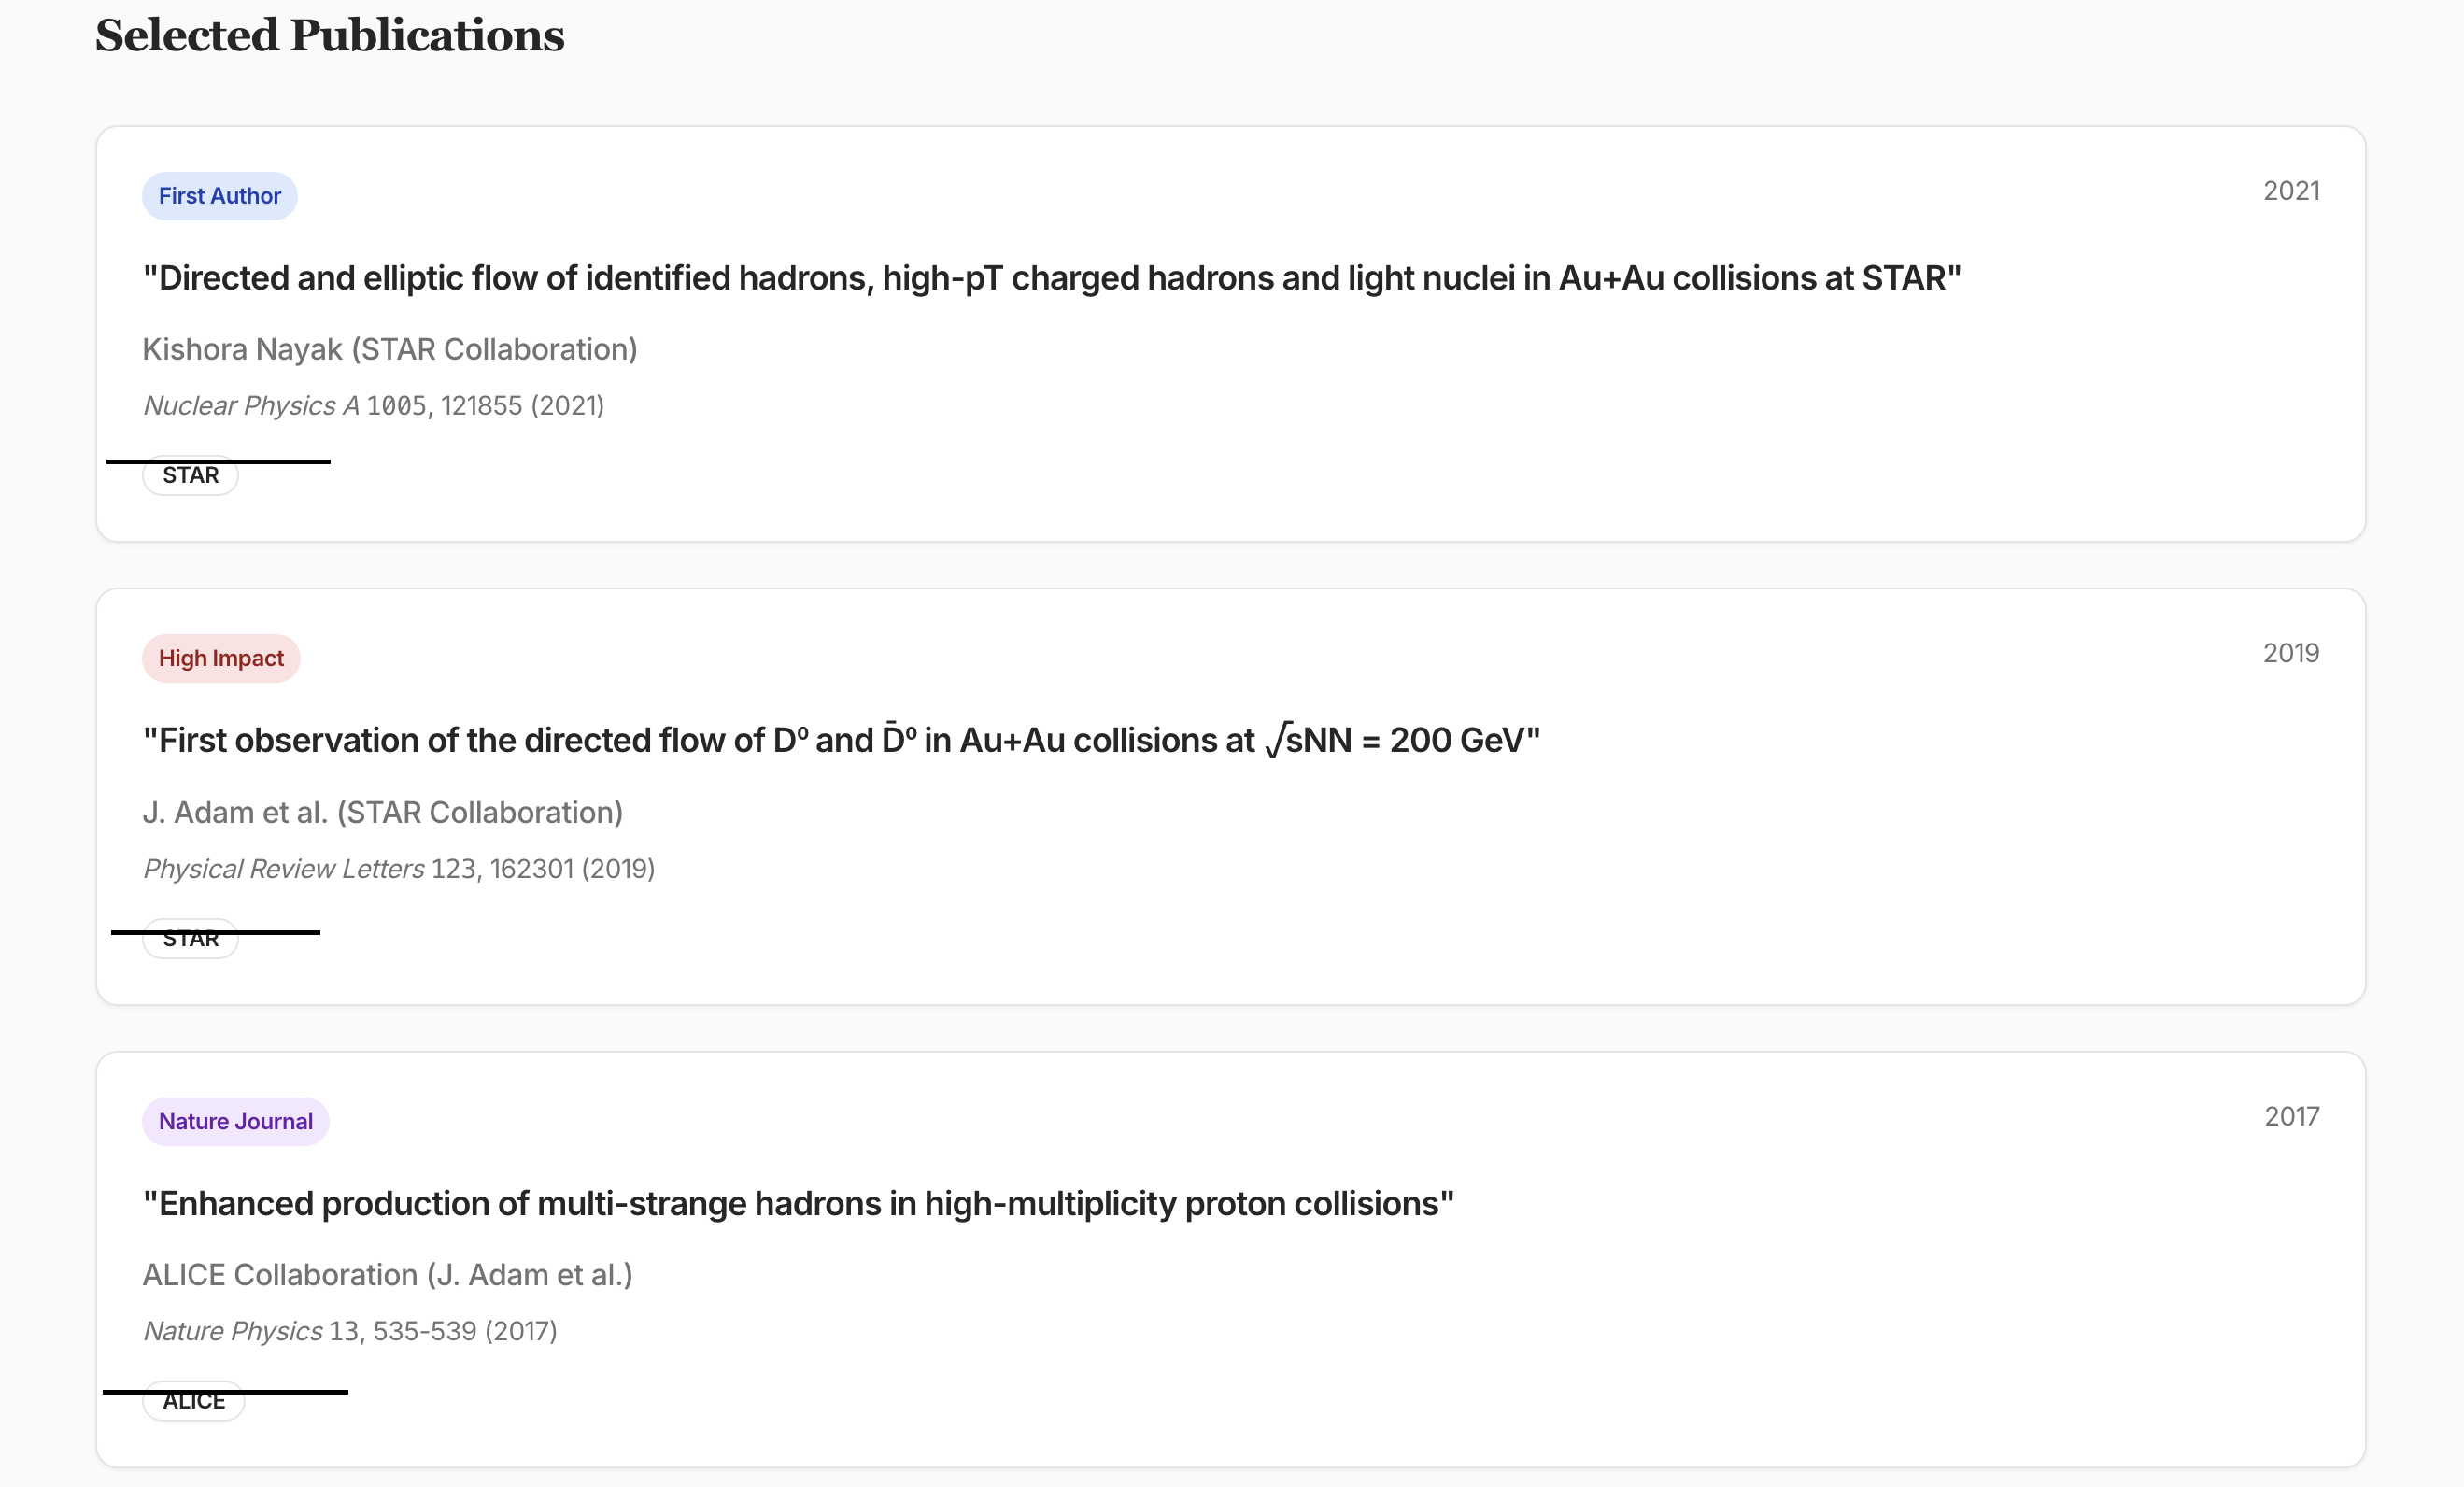 Selected Publications
First Author
2021
"Directed and elliptic flow of identified hadrons, high-pT charged hadrons and light nuclei in Au+Au collisions at STAR"
Kishora Nayak (STAR Collaboration)
Nuclear Physics A 1005, 121855 (2021)
STAR
High Impact
2019
"First observation of the directed flow of D⁰ and D̄⁰ in Au+Au collisions at √sNN = 200 GeV"
J. Adam et al. (STAR Collaboration)
Physical Review Letters 123, 162301 (2019)
STAR
Nature Journal
2017
"Enhanced production of multi-strange hadrons in high-multiplicity proton collisions"
ALICE Collaboration (J. Adam et al.)
Nature Physics 13, 535-539 (2017)
ALICE